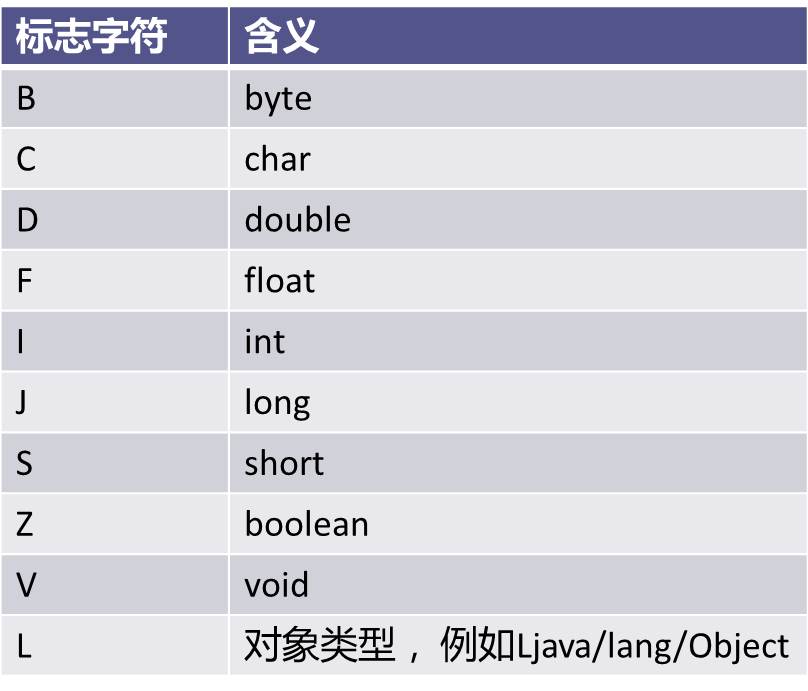 标志字符 含义
B byte
C char
D double
F float
I int
J long
S short
Z boolean
V void
L 对象类型，例如Ljava/lang/Object